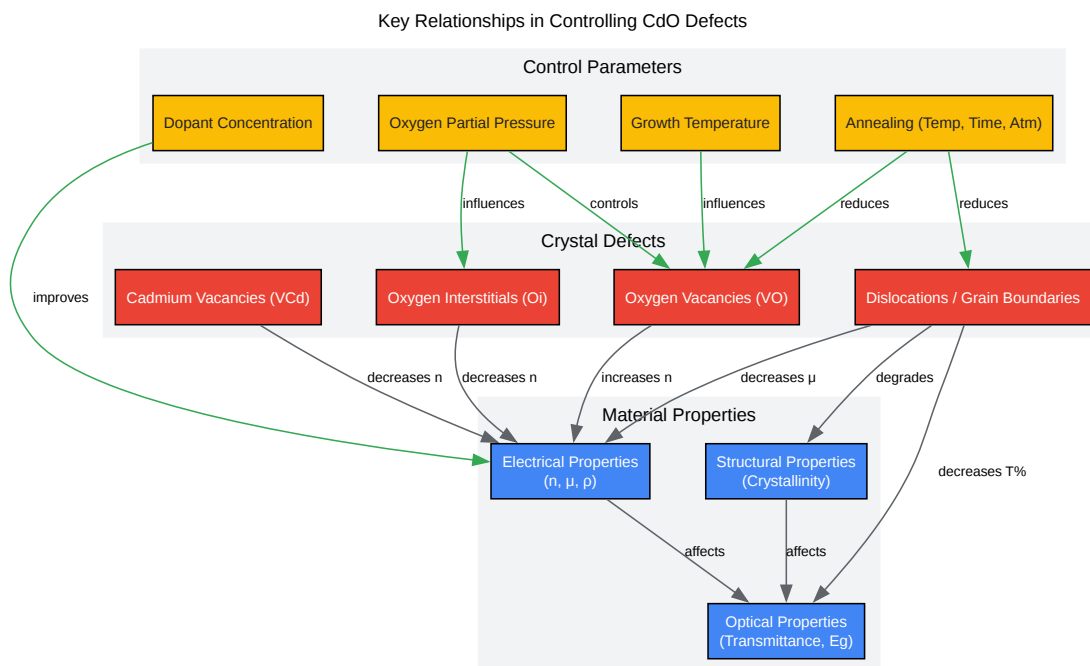 Key Relationships in Controlling CdO Defects
Control Parameters
Dopant Concentration
Oxygen Partial Pressure
Growth Temperature
Annealing (Temp, Time, Atm)
influences
controls
influences
reduces
reduces
Crystal Defects
Cadmium Vacancies (VCd)
Oxygen Interstitials (Oi)
Oxygen Vacancies (VO)
Dislocations / Grain Boundaries
improves
decreases n
decreases n
increases n
decreases μ
degrades
Material Properties
Electrical Properties
(n, μ, ρ)
Structural Properties
(Crystallinity)
decreases T%
affects
affects
Optical Properties
(Transmittance, Eg)